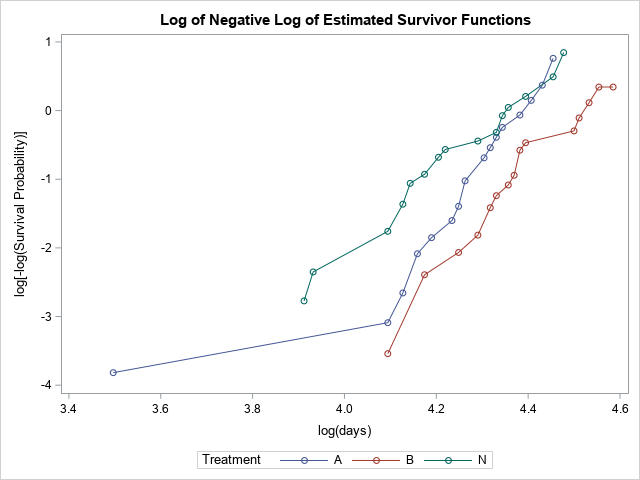 Log of Negative Log of Estimated Survivor Functions
log[-log(Survival Probability)]
1
0
-1
-2
-3
-4
3.4 3.6 3.8 4.0 4.2 4.4 4.6
log(days)
Treatment A B N